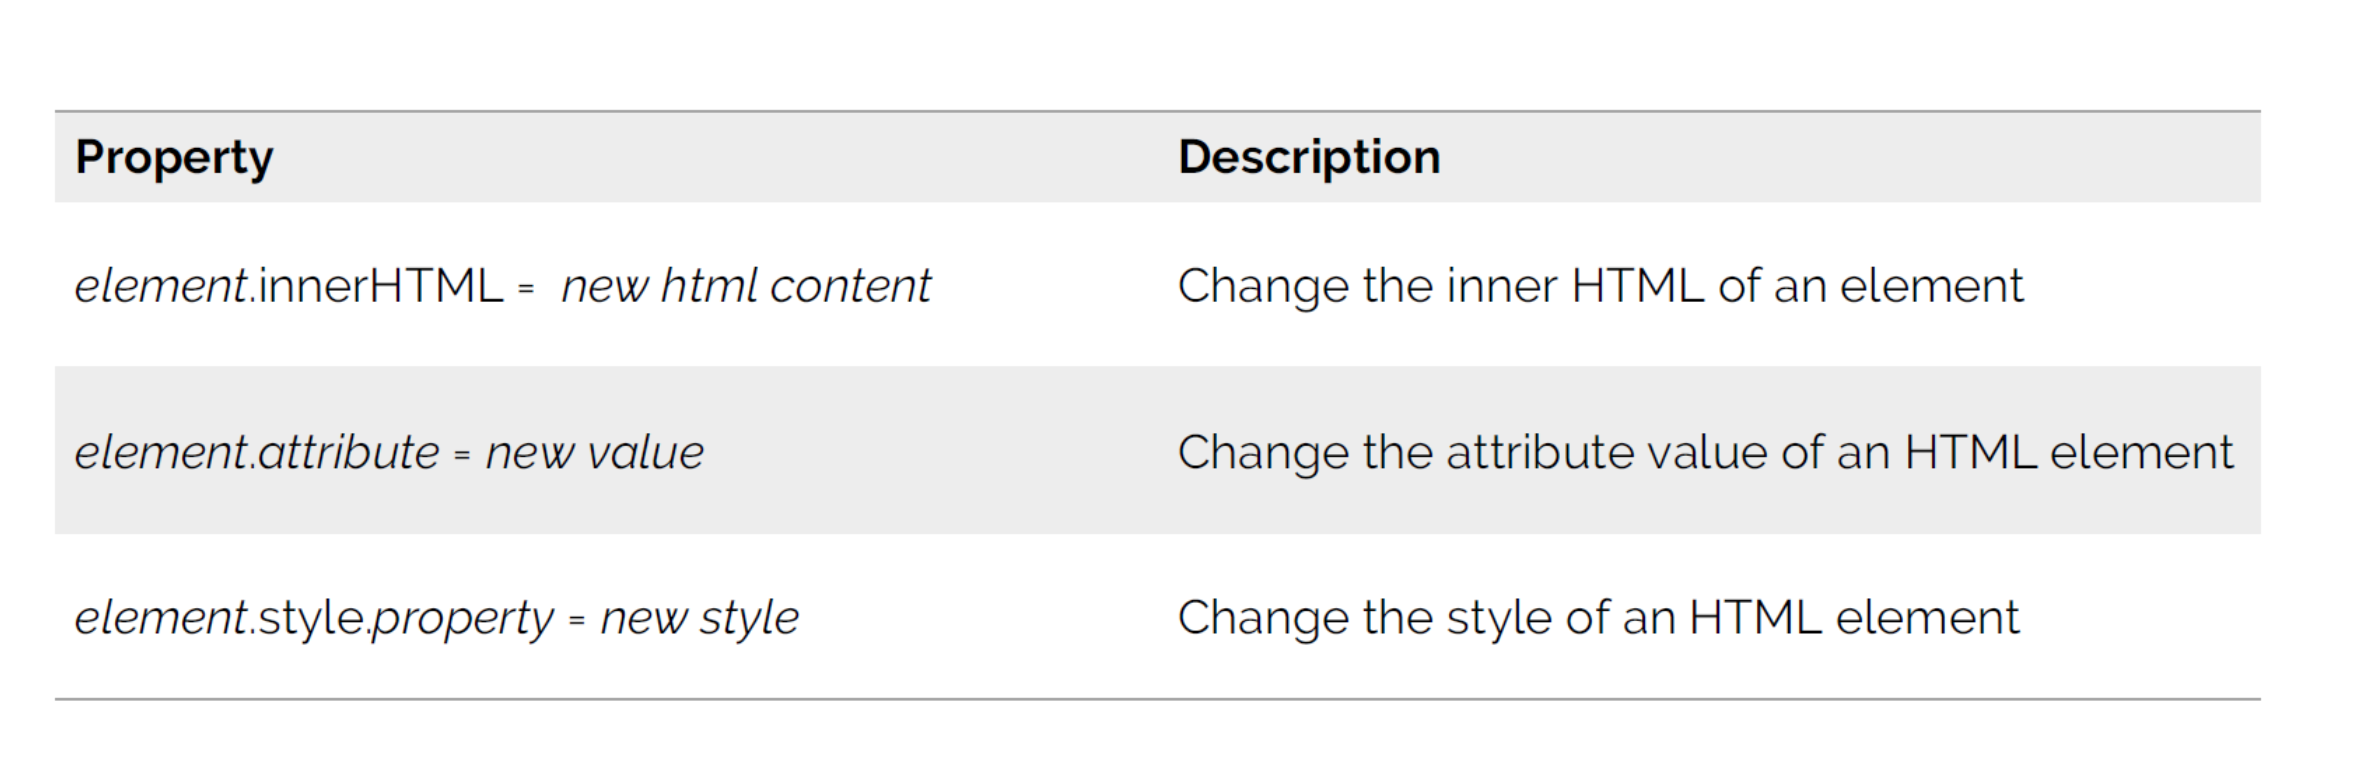 Property Description
element.innerHTML = new html content Change the inner HTML of an element
element.attribute = new value Change the attribute value of an HTML element
element.style.property = new style Change the style of an HTML element